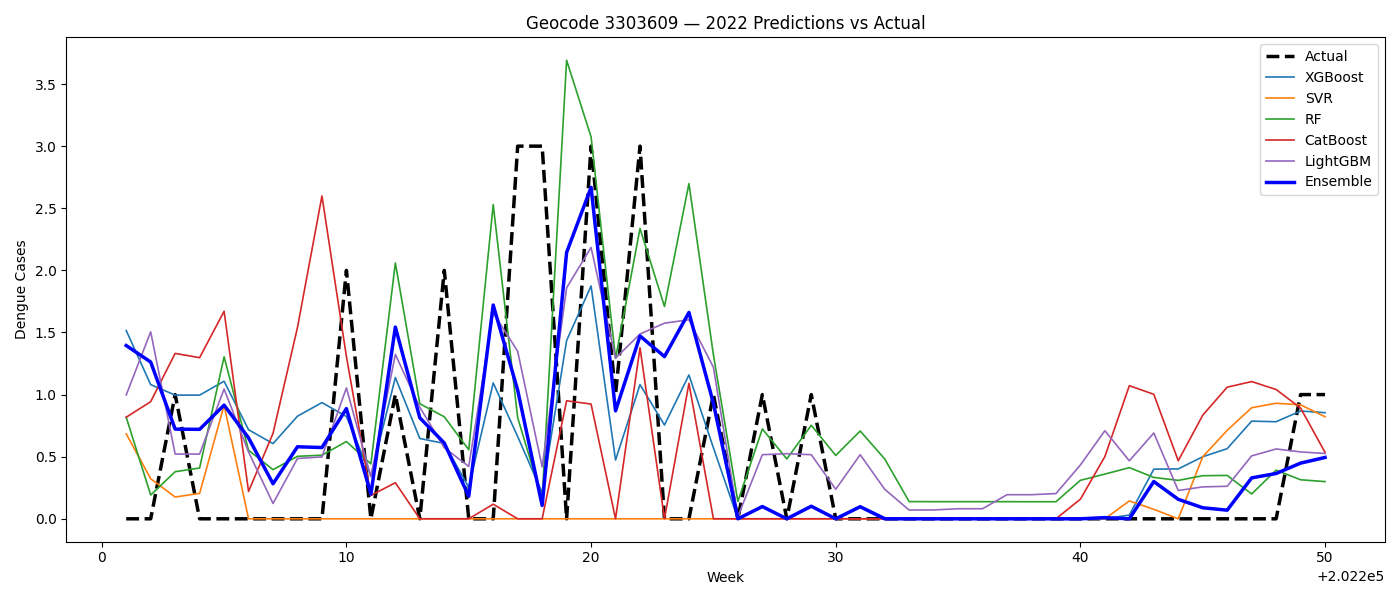 Geocode 3303609 — 2022 Predictions vs Actual
Dengue Cases
3.5
3.0
2.5
2.0
1.5
1.0
0.5
0.0
Actual
XGBoost
SVR
RF
CatBoost
LightGBM
Ensemble
0 10 20 30 40 50
Week
+2.022e5